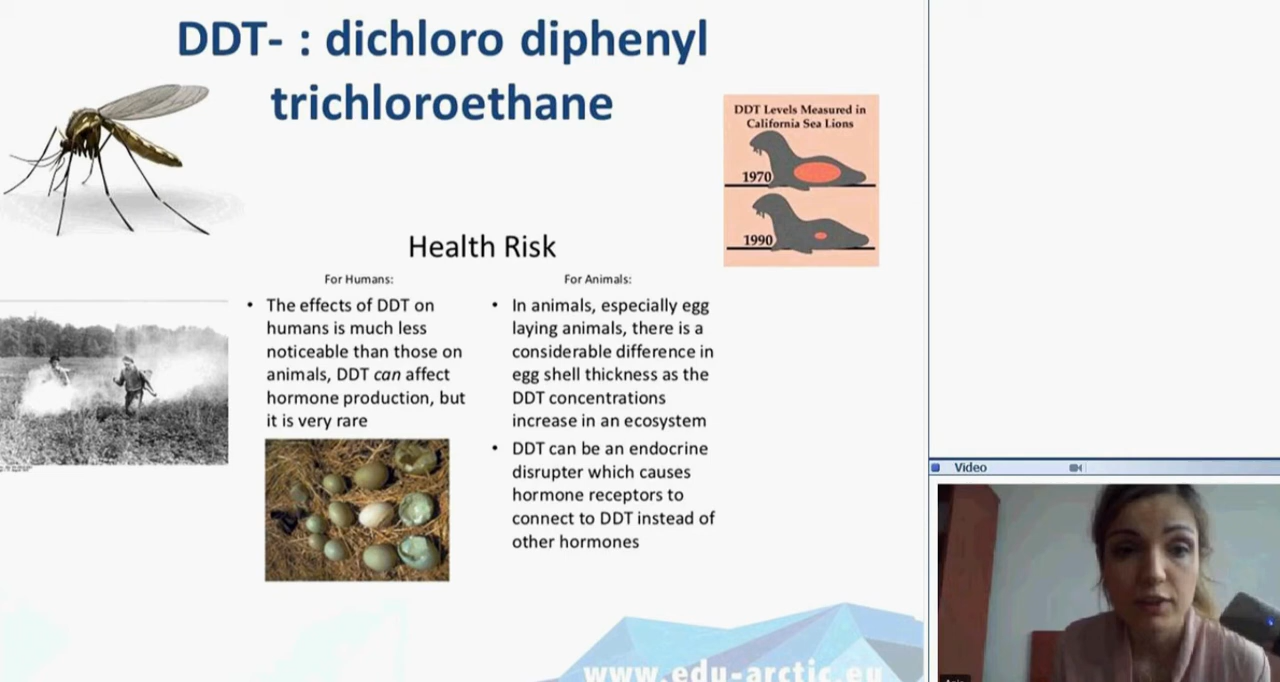 DDT- : dichloro diphenyl
trichloroethane
DDT Levels Measured in
California Sea Lions
1970
1990
Health Risk
For Humans:
• The effects of DDT on
humans is much less
noticeable than those on
animals, DDT can affect
hormone production, but
it is very rare
For Animals:
• In animals, especially egg
laying animals, there is a
considerable difference in
egg shell thickness as the
DDT concentrations
increase in an ecosystem
• DDT can be an endocrine
disrupter which causes
hormone receptors to
connect to DDT instead of
other hormones
www.edu-arctic.eu
Video